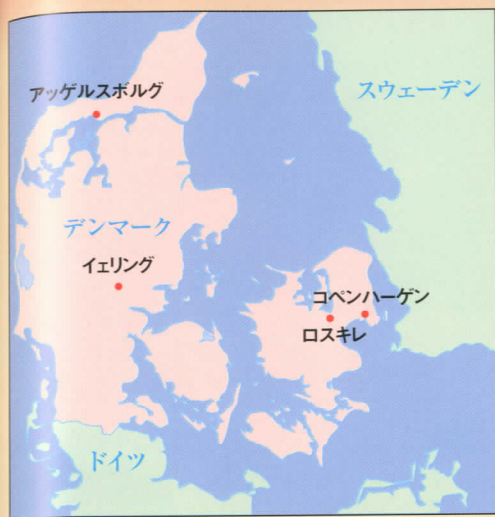 アッゲルスボルグ
スウェーデン
デンマーク
イェリング
コペンハーゲン
ロスキレ
ドイツ